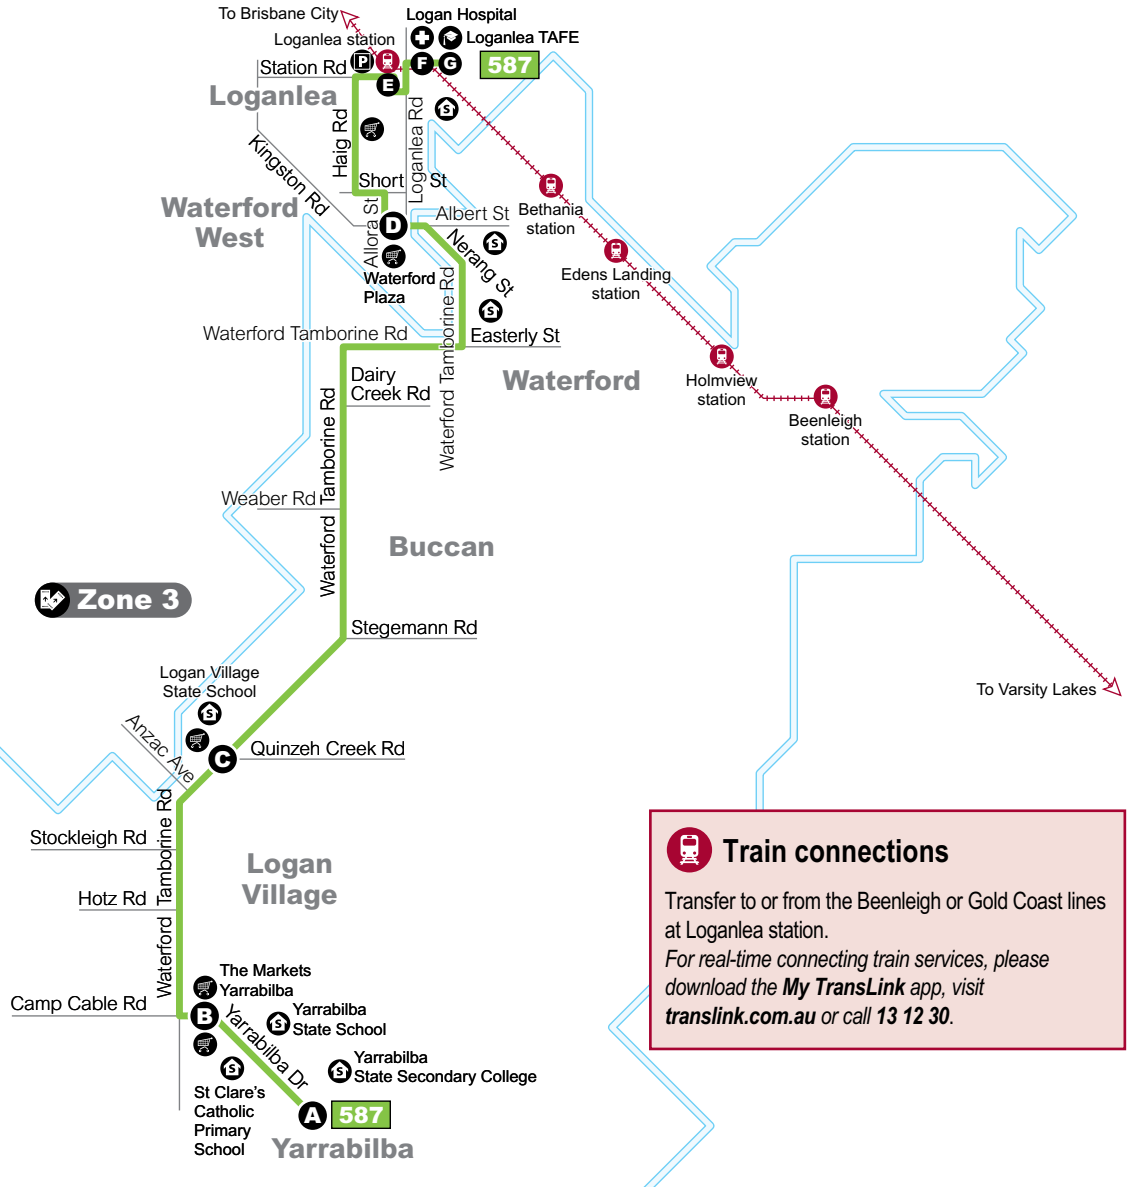 To Brisbane City
Logan Hospital
Loganlea station
Loganlea TAFE
P
F
G
587
Station Rd
E
Loganlea
S
Haig Rd
Loganlea Rd
Kingston Rd
Short St
Bethania
station
Waterford
West
Allora St
D
Albert St
Nerang St
S
Edens Landing
station
Waterford
Plaza
S
Waterford Tamborine Rd
Waterford Tamborine Rd
Easterly St
Holmview
station
Waterford
Dairy
Creek Rd
Beenleigh
station
Waterford Tamborine Rd
Weaber Rd
Buccan
Zone 3
Stegemann Rd
Logan Village
State School
S
To Varsity Lakes
Anzac Ave
C
Quinzeh Creek Rd
Waterford Tamborine Rd
Stockleigh Rd
Logan
Village
Hotz Rd
Train connections
Transfer to or from the Beenleigh or Gold Coast lines
at Loganlea station.
For real-time connecting train services, please
download the My TransLink app, visit
translink.com.au or call 13 12 30.
The Markets
Yarrabilba
Camp Cable Rd
B
Yarrabilba Dr
S
Yarrabilba
State School
S
Yarrabilba
State Secondary College
S
St Clare's
Catholic
Primary
School
A
587
Yarrabilba